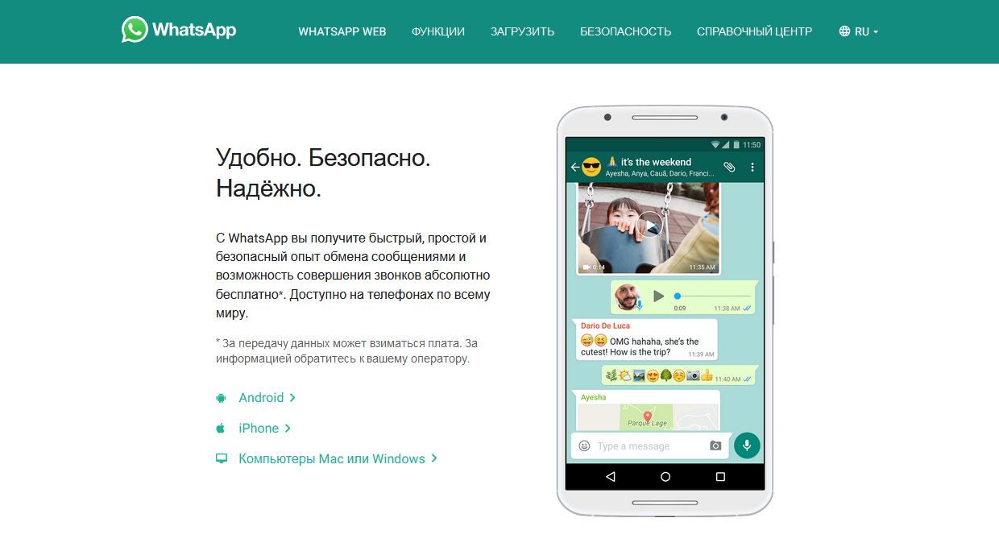 WhatsApp
WHATSAPP WEB
ФУНКЦИИ
ЗАГРУЗИТЬ
БЕЗОПАСНОСТЬ
СПРАВОЧНЫЙ ЦЕНТР
RU
Удобно. Безопасно.
Надёжно.
С WhatsApp вы получите быстрый, простой и
безопасный опыт обмена сообщениями и
возможность совершения звонков абсолютно
бесплатно*. Доступно на телефонах по всему
миру.
* За передачу данных может взиматься плата. За
информацией обратитесь к вашему оператору.
Android
iPhone
Компьютеры Mac или Windows
11:50
🙏 it’s the weekend
Ayesha, Anya, Cauã, Dario, Franci...
0:14
11:35 AM
0:09
11:38 AM
Dario De Luca
😜😝 OMG hahaha, she’s the
cutest! How is the trip?
11:39 AM
🌿🌤🏞😍🌳☺📷👍 11:40 AM
Ayesha
Parque Lage
Type a message